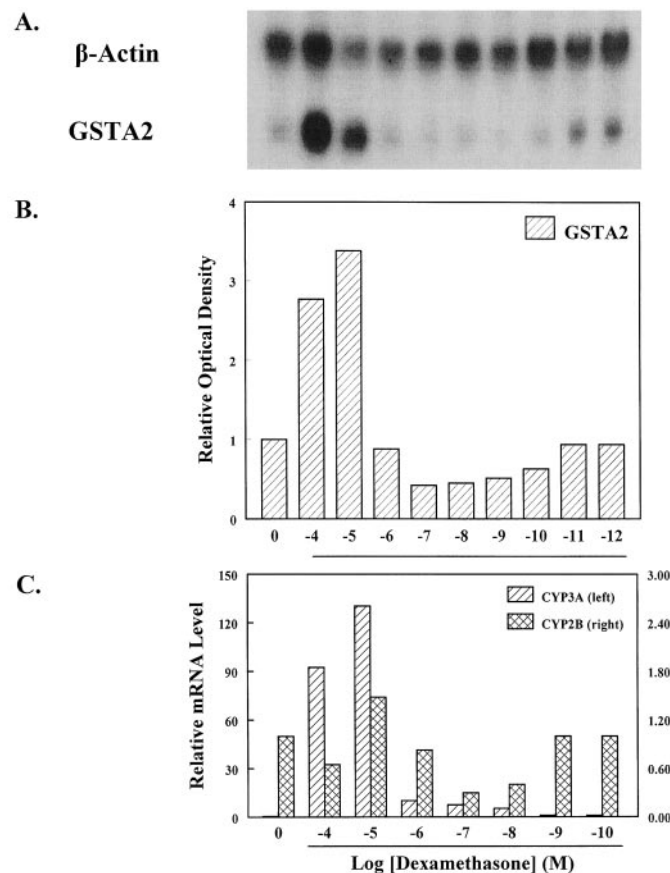 A.
β-Actin
GSTA2
B.
Relative Optical Density
4
3
2
1
0
GSTA2
0 -4 -5 -6 -7 -8 -9 -10 -11 -12
C.
Relative mRNA Level
150
120
90
60
30
0
CYP3A (left)
CYP2B (right)
3.00
2.40
1.80
1.20
0.60
0.00
0 -4 -5 -6 -7 -8 -9 -10
Log [Dexamethasone] (M)